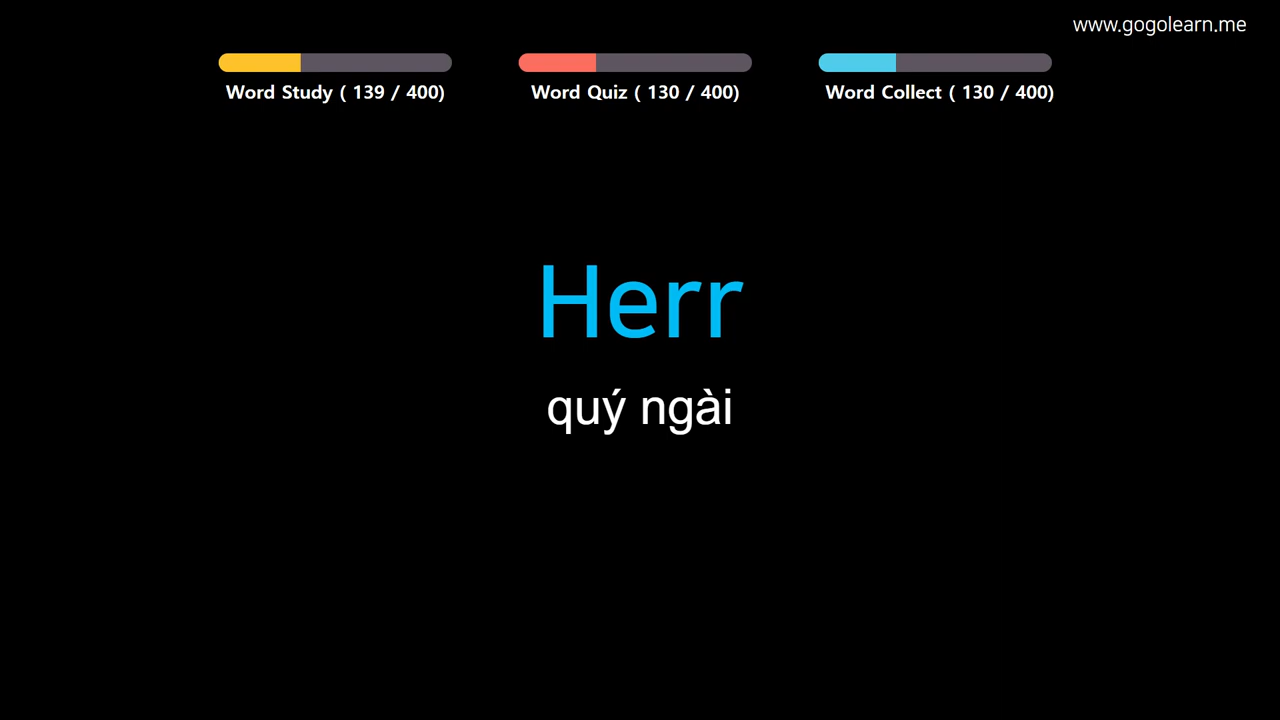 www.gogolearn.me
Word Study ( 139 / 400)
Word Quiz ( 130 / 400)
Word Collect ( 130 / 400)
Herr
quý ngài